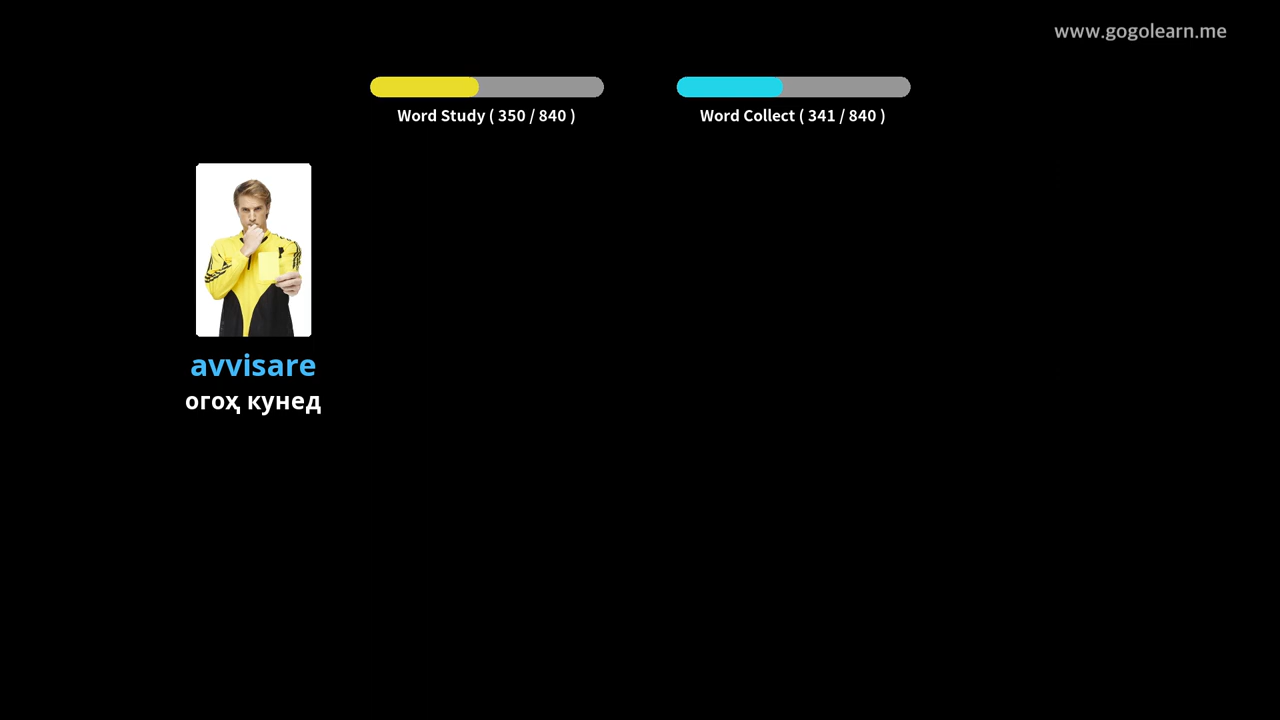 www.gogolearn.me
Word Study ( 350 / 840 )
Word Collect ( 341 / 840 )
avvisare
огоҳ кунед